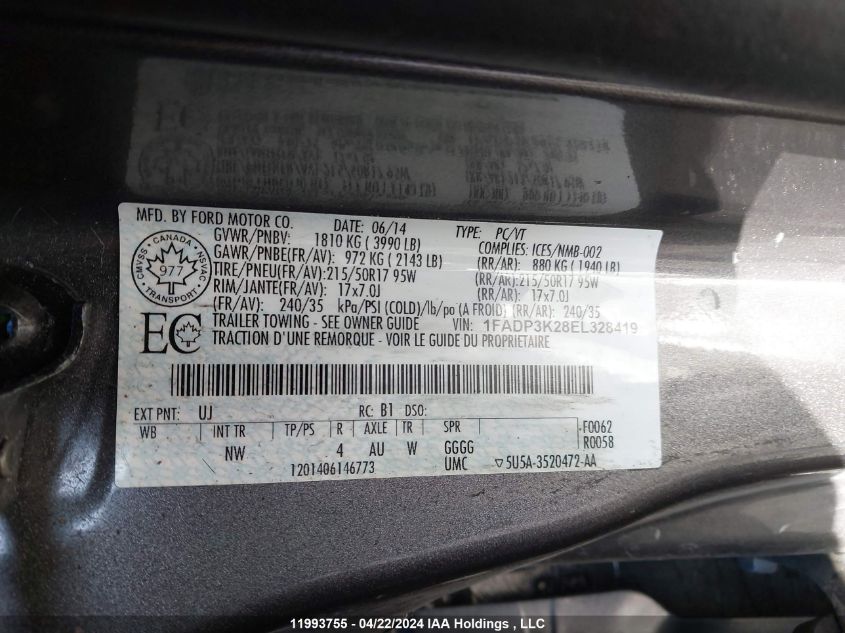 MFD. BY FORD MOTOR CO. DATE: 06/14 TYPE: PC/VT
GVWR/PNBV: 1810 KG ( 3990 LB) COMPLIES: ICES/NMB-002
GAWR/PNBE(FR/AV): 972 KG ( 2143 LB) (RR/AR): 880 KG ( 1940 LB)
TIRE/PNEU(FR/AV):215/50R17 95W (RR/AR):215/50R17 95W
RIM/JANTE(FR/AV): 17x7.0J (RR/AR): 17x7.0J
(FR/AV): 240/35 kPa/PSI (COLD)/lb/po (A FROID) (RR/AR): 240/35
TRAILER TOWING - SEE OWNER GUIDE VIN: 1FADP3K28EL328419
TRACTION D'UNE REMORQUE - VOIR LE GUIDE DU PROPRIETAIRE
CANADA
CMVSS 977 NSVAC
TRANSPORT
EC
EXT PNT: UJ RC: B1 DSO:
WB INT TR TP/PS R AXLE TR SPR F0062
NW 4 AU W GGGG R0058
1201406146773 UMC ▽5U5A-3520472-AA
11993755 - 04/22/2024 IAA Holdings , LLC